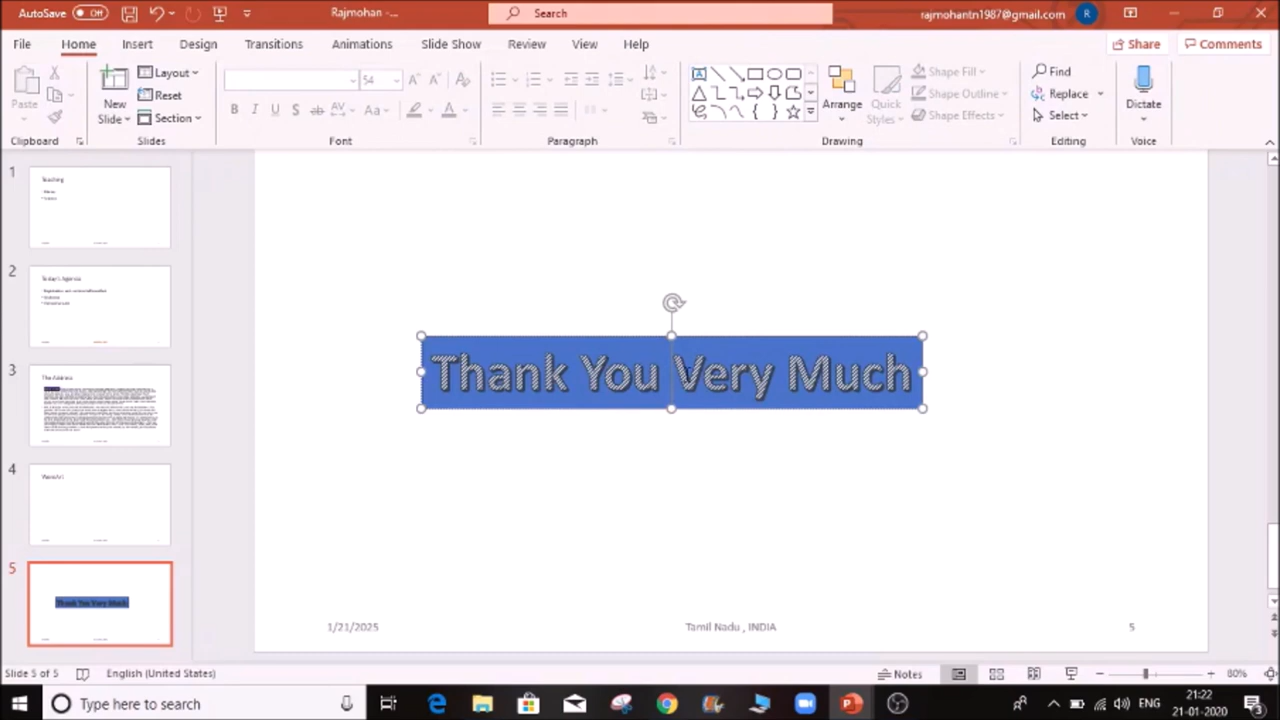 AutoSave Off Rajmohan -... Search rajmohantn1987@gmail.com R
File Home Insert Design Transitions Animations Slide Show Review View Help Share Comments
Paste New Slide Layout Reset Section 54 Aa Arrange Quick Styles Shape Fill Shape Outline Shape Effects Find Replace Select Dictate
Clipboard Slides Font Paragraph Drawing Editing Voice
1 Teaching
2 Today's Agenda
3 The Address
4 WordArt
5 Thank You Very Much
Thank You Very Much
1/21/2025 Tamil Nadu , INDIA 5
Slide 5 of 5 English (United States) Notes 80%
Type here to search ENG 21:22
21-01-2020 3